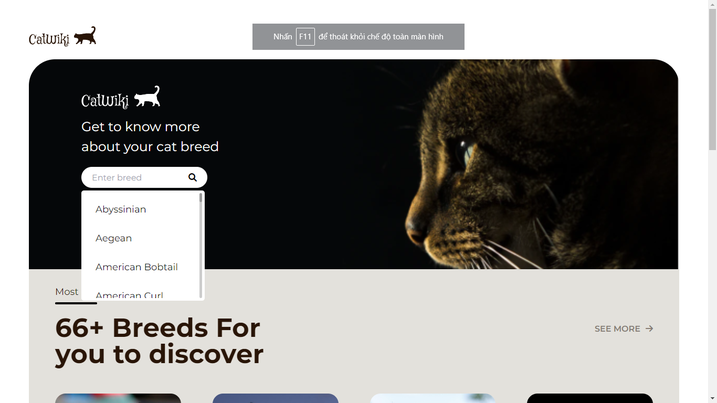 CatWiki
Nhấn F11 để thoát khỏi chế độ toàn màn hình
CatWiki
Get to know more
about your cat breed
Enter breed
Abyssinian
Aegean
American Bobtail
American Curl
Most
66+ Breeds For
you to discover
SEE MORE →